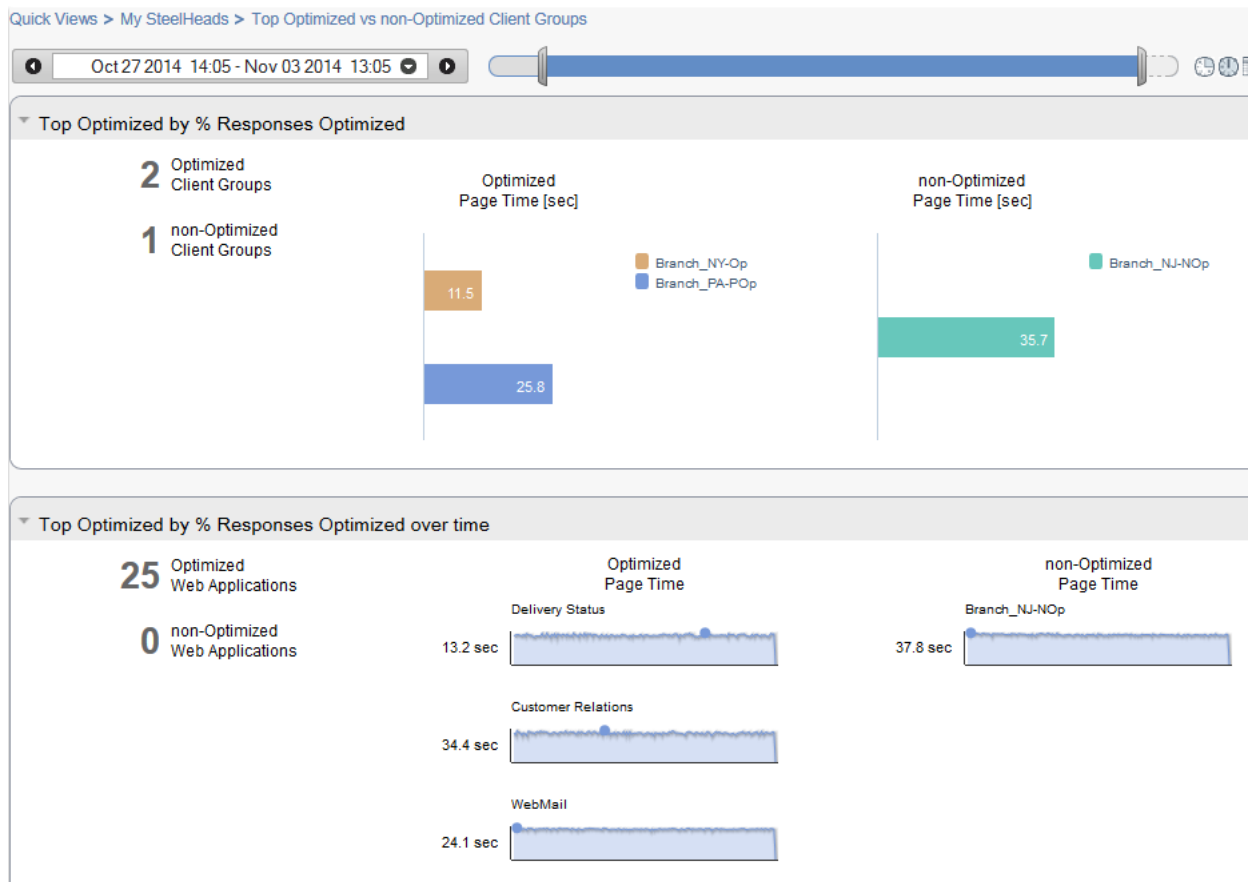 Quick Views > My SteelHeads > Top Optimized vs non-Optimized Client Groups
Oct 27 2014 14:05 - Nov 03 2014 13:05
Top Optimized by % Responses Optimized
2 Optimized
Client Groups
1 non-Optimized
Client Groups
Optimized
Page Time [sec]
Branch_NY-Op
Branch_PA-POp
11.5
25.8
non-Optimized
Page Time [sec]
Branch_NJ-NOp
35.7
Top Optimized by % Responses Optimized over time
25 Optimized
Web Applications
0 non-Optimized
Web Applications
Optimized
Page Time
Delivery Status
13.2 sec
Customer Relations
34.4 sec
WebMail
24.1 sec
non-Optimized
Page Time
Branch_NJ-NOp
37.8 sec